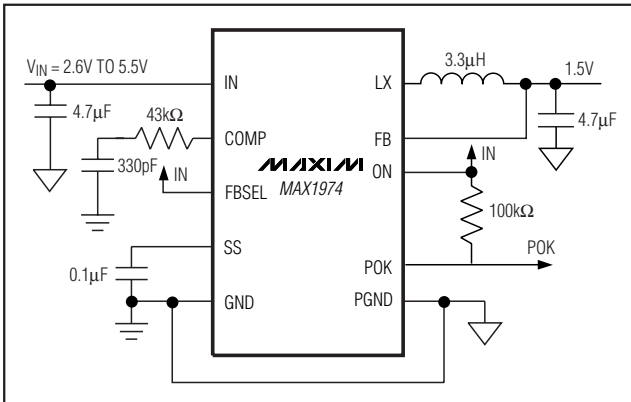 VIN = 2.6V TO 5.5V
3.3μH
1.5V
IN
LX
4.7μF
43kΩ
4.7μF
COMP
FB
MAXIM
MAX1974
330pF
IN
IN
ON
FBSEL
100kΩ
SS
POK
POK
0.1μF
GND
PGND